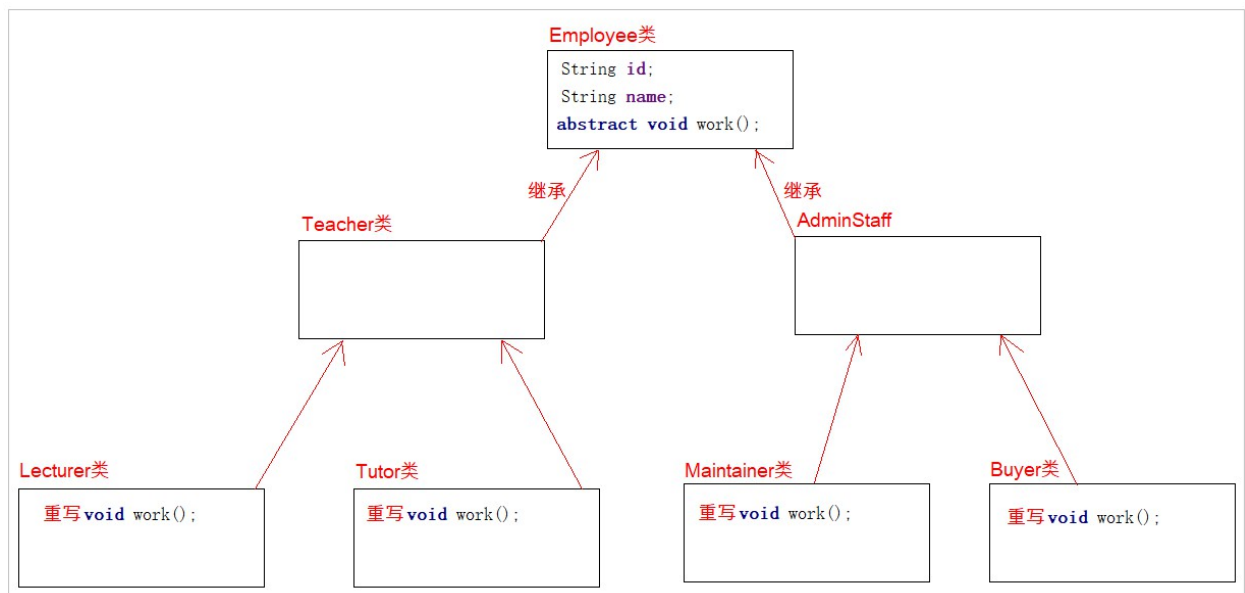 Employee类
String id;
String name;
abstract void work();
继承
继承
Teacher类
AdminStaff
Lecturer类
Tutor类
Maintainer类
Buyer类
重写void work();
重写void work();
重写void work();
重写void work();